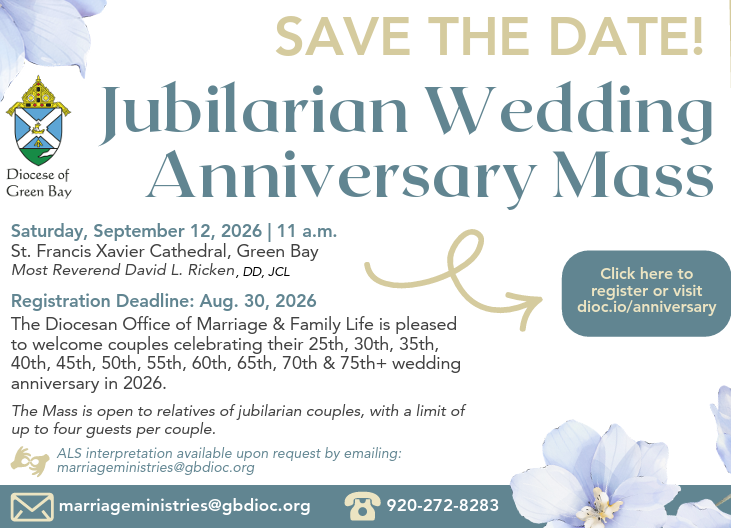 SAVE THE DATE!
Jubilarian Wedding
Anniversary Mass
Diocese of
Green Bay
Saturday, September 12, 2026 | 11 a.m.
St. Francis Xavier Cathedral, Green Bay
Most Reverend David L. Ricken, DD, JCL
Click here to
register or visit
dioc.io/anniversary
Registration Deadline: Aug. 30, 2026
The Diocesan Office of Marriage & Family Life is pleased
to welcome couples celebrating their 25th, 30th, 35th,
40th, 45th, 50th, 55th, 60th, 65th, 70th & 75th+ wedding
anniversary in 2026.
The Mass is open to relatives of jubilarian couples, with a limit of
up to four guests per couple.
ALS interpretation available upon request by emailing:
marriageministries@gbdioc.org
marriageministries@gbdioc.org
920-272-8283